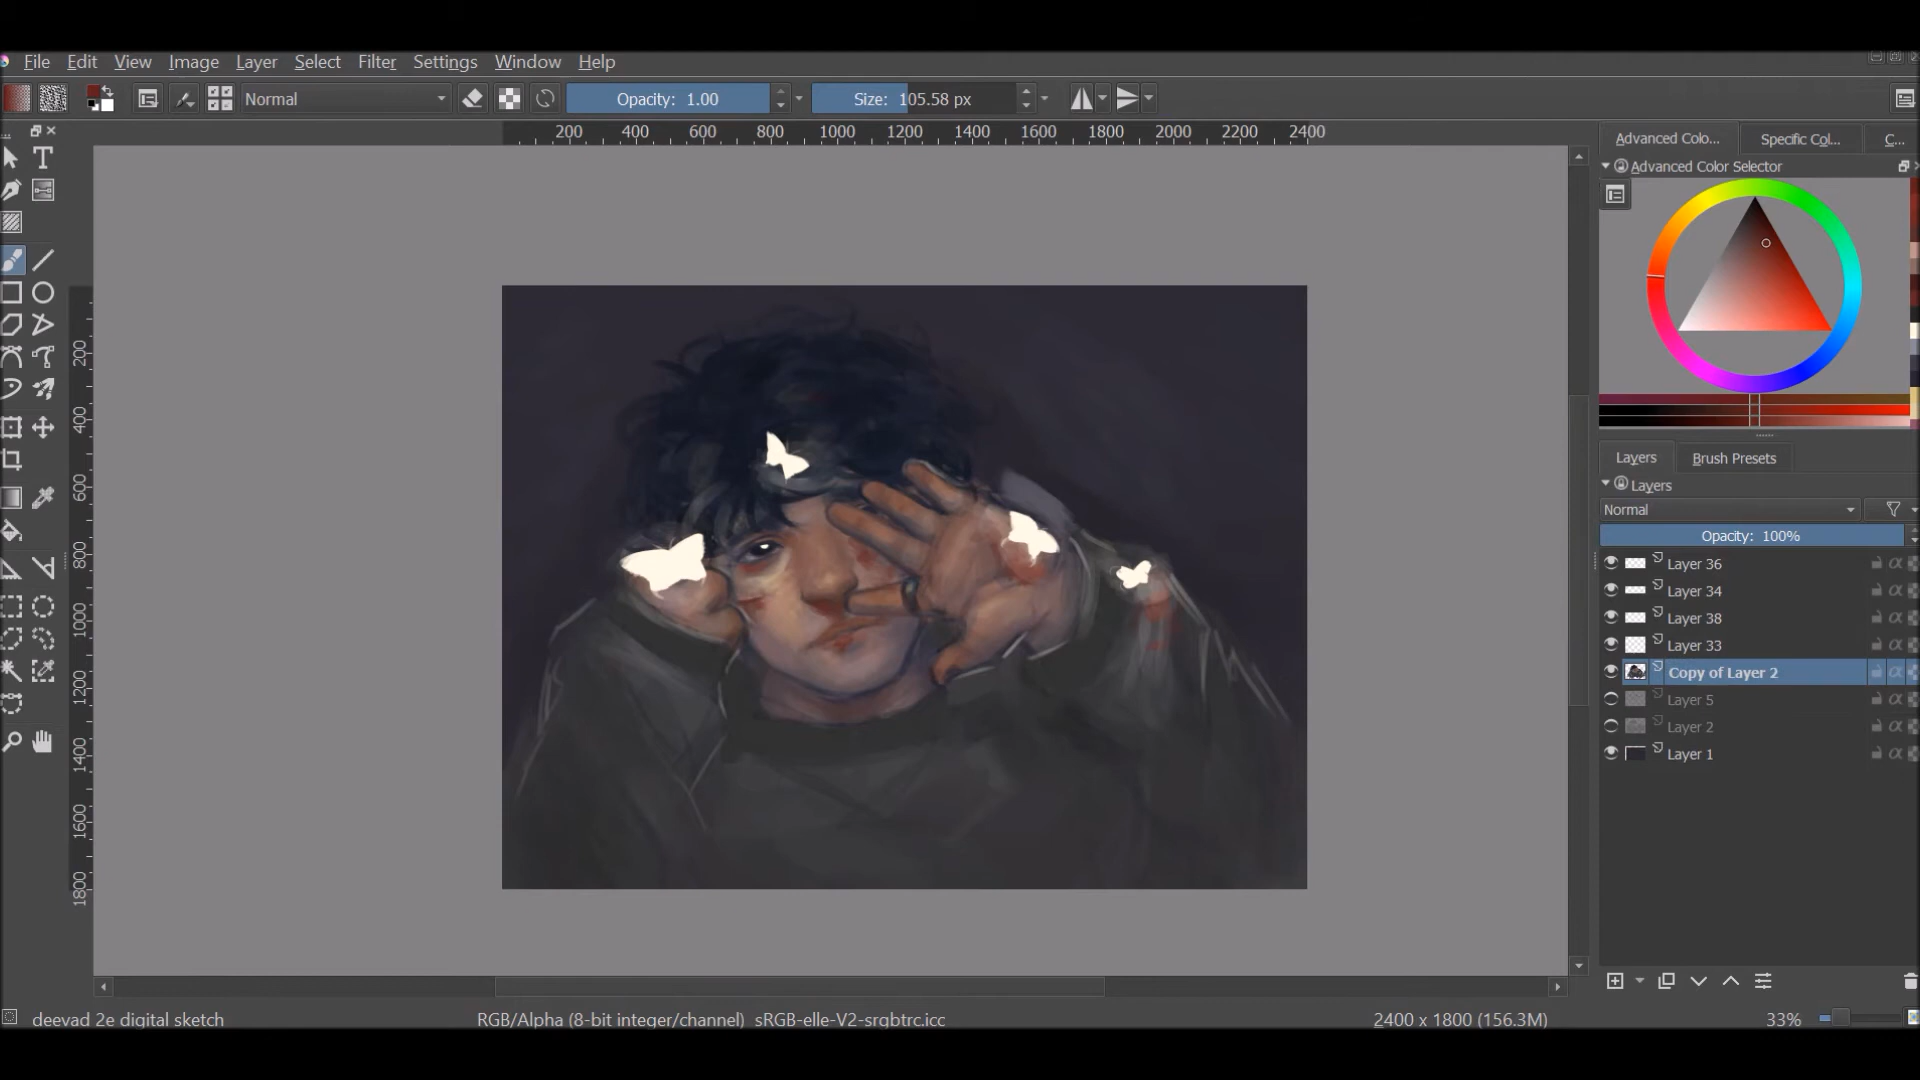 File Edit View Image Layer Select Filter Settings Window Help
Normal Opacity: 1.00 Size: 105.58 px
200 400 600 800 1000 1200 1400 1600 1800 2000 2200 2400
200
400
600
800
1000
1200
1400
1600
1800
Advanced Colo... Specific Col... C...
Advanced Color Selector
Layers Brush Presets
Layers
Normal
Opacity: 100%
Layer 36
Layer 34
Layer 38
Layer 33
Copy of Layer 2
Layer 5
Layer 2
Layer 1
deevad 2e digital sketch RGB/Alpha (8-bit integer/channel) sRGB-elle-V2-srgbtrc.icc 2400 x 1800 (156.3M) 33%